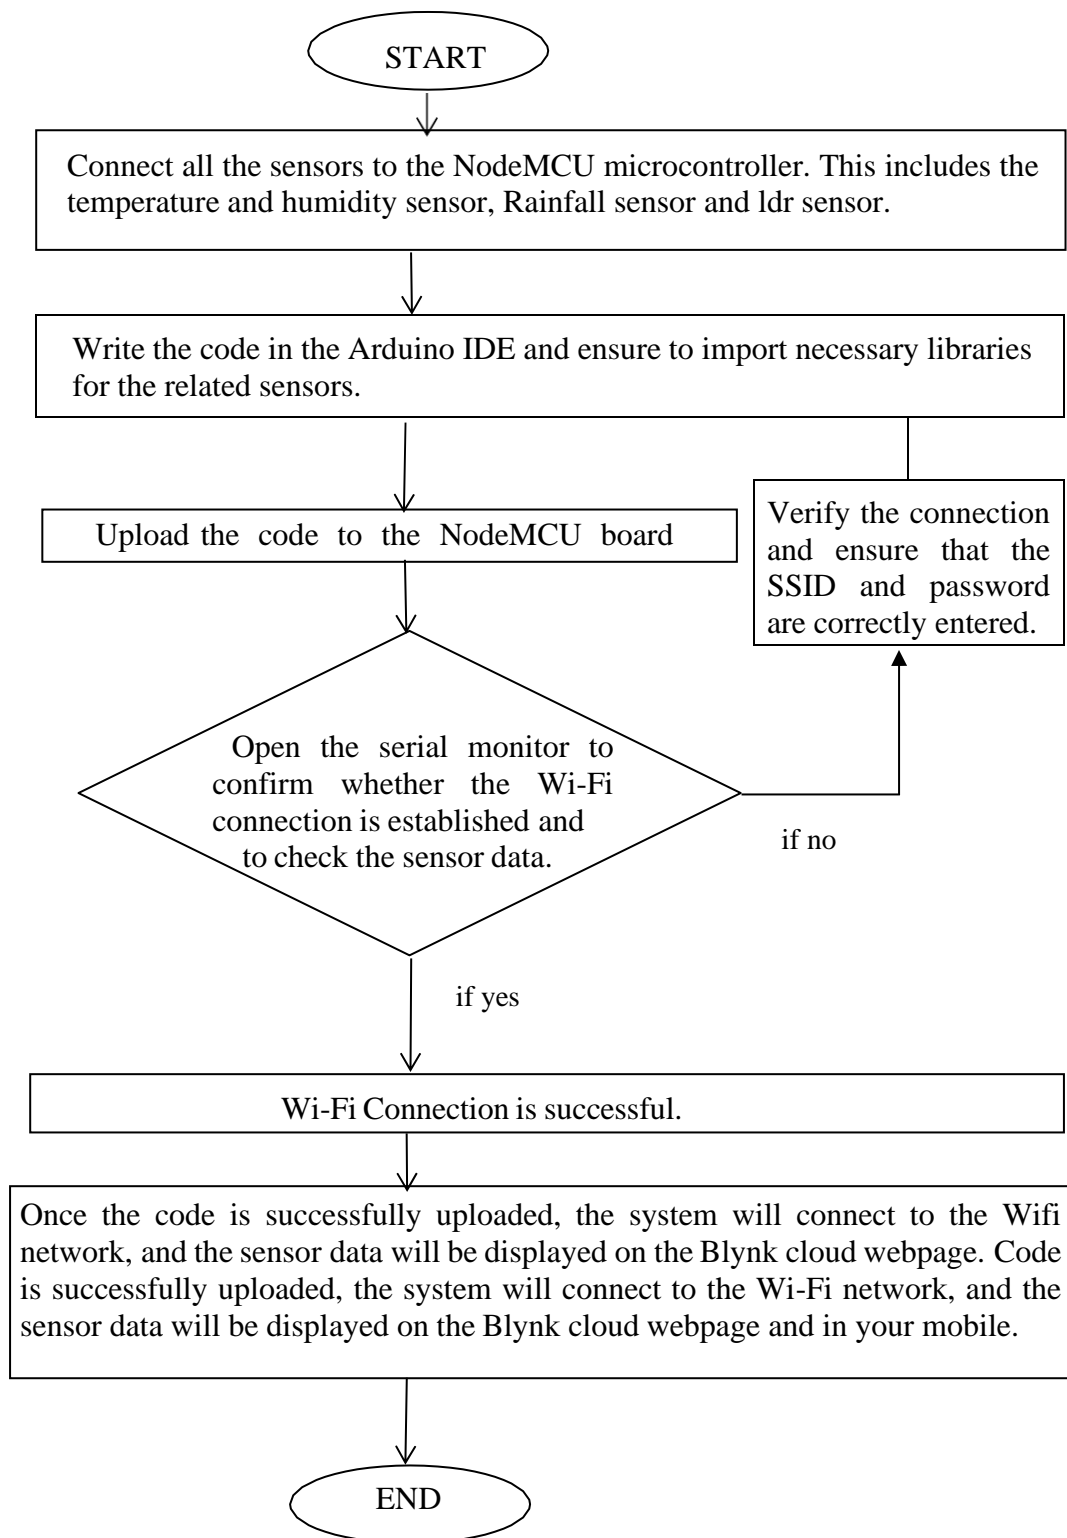 START
Connect all the sensors to the NodeMCU microcontroller. This includes the
temperature and humidity sensor, Rainfall sensor and ldr sensor.
Write the code in the Arduino IDE and ensure to import necessary libraries
for the related sensors.
Upload the code to the NodeMCU board
Verify the connection
and ensure that the
SSID and password
are correctly entered.
Open the serial monitor to
confirm whether the Wi-Fi
connection is established and
to check the sensor data.
if no
if yes
Wi-Fi Connection is successful.
Once the code is successfully uploaded, the system will connect to the Wifi
network, and the sensor data will be displayed on the Blynk cloud webpage. Code
is successfully uploaded, the system will connect to the Wi-Fi network, and the
sensor data will be displayed on the Blynk cloud webpage and in your mobile.
END